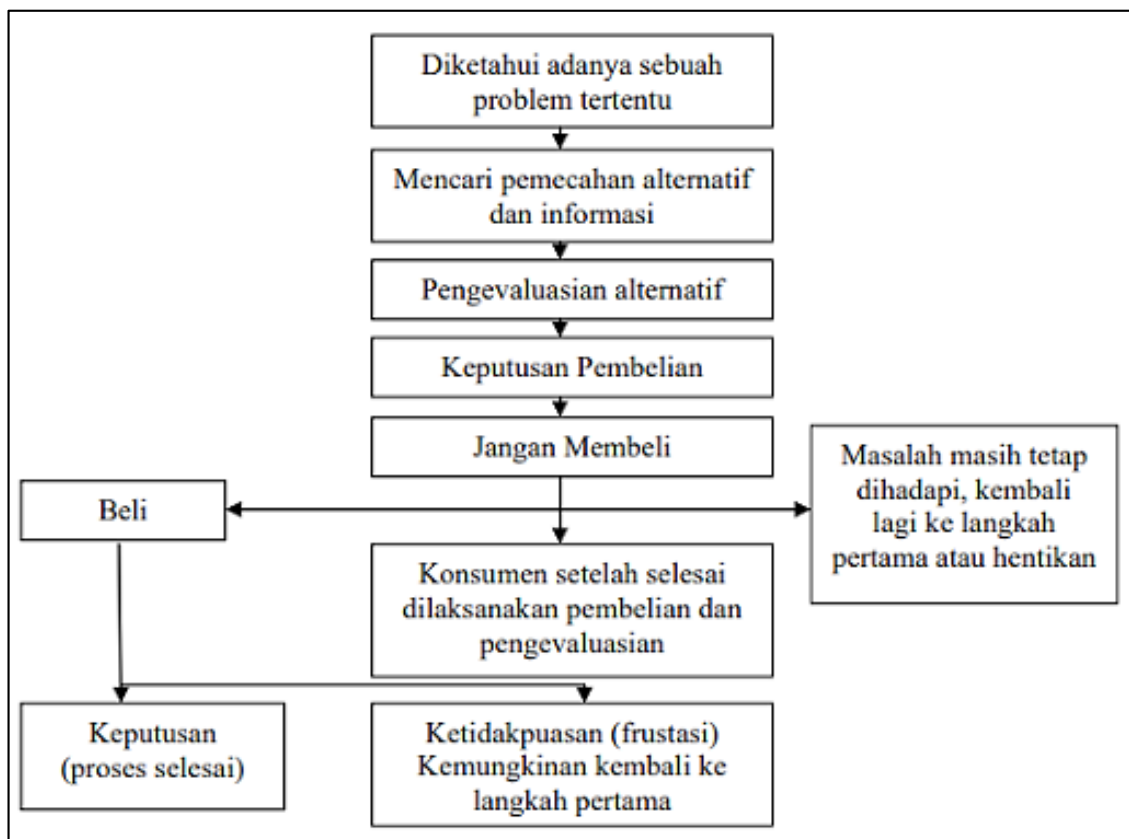 Diketahui adanya sebuah
problem tertentu
Mencari pemecahan alternatif
dan informasi
Pengevaluasian alternatif
Keputusan Pembelian
Jangan Membeli
Beli
Masalah masih tetap
dihadapi, kembali
lagi ke langkah
pertama atau hentikan
Konsumen setelah selesai
dilaksanakan pembelian dan
pengevaluasian
Keputusan
(proses selesai)
Ketidakpuasan (frustasi)
Kemungkinan kembali ke
langkah pertama